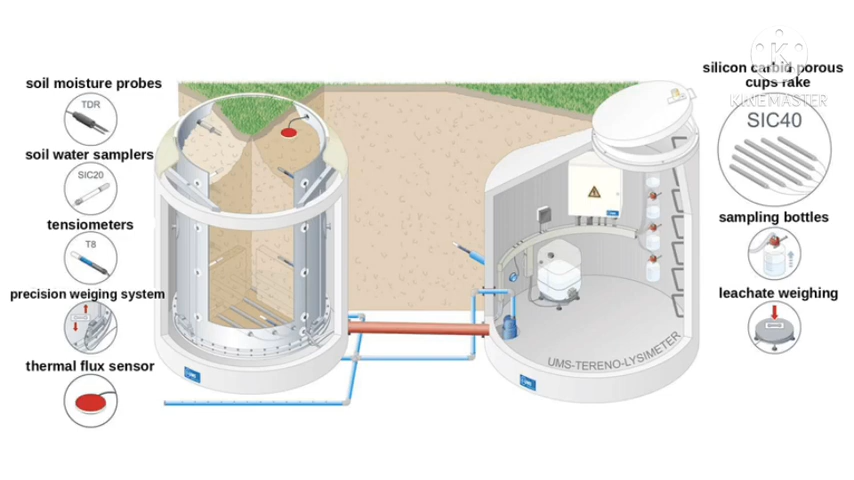 soil moisture probes
TDR
soil water samplers
SIC20
tensiometers
T8
precision weiging system
thermal flux sensor
UMS-TERENO-LYSIMETER
K
KINEMASTER
silicon carbid porous
cups rake
SIC40
sampling bottles
leachate weighing